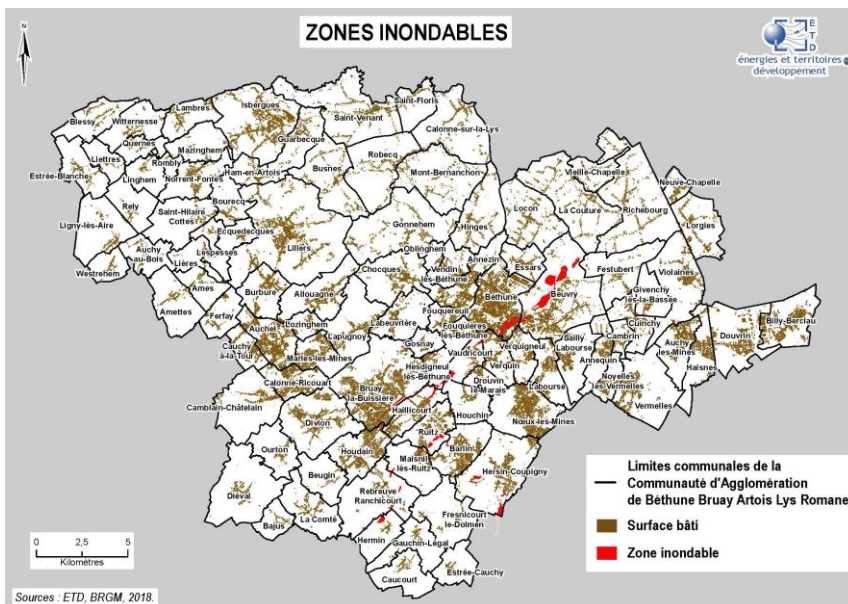 ZONES INONDABLES
N
E
T
D
énergies et territoires
développement
Blessy
Witternesse
Lambres
Isbergues
Quernes
Guarbecque
Saint-Venant
Saint-Floris
Calonne-sur-la-Lys
Liettres
Rombly
Mazinghem
Estrée-Blanche
Linghem
Norrent-Fontes
Ham-en-Artois
Busnes
Robecq
Mont-Bernanchon
Vieille-Chapelle
Neuve-Chapelle
Rely
Saint-Hilaire
Cottes
Bourecq
Ecquedecques
Locon
La Couture
Richebourg
Lorgies
Ligny-lès-Aire
Auchy
au-Bois
Lières
Lespesses
Lillers
Gonnehem
Hinges
Westrehem
Oblinghem
Annezin
Essars
Festubert
Violaines
Ames
Amettes
Ferfay
Burbure
Allouagne
Chocques
Vendin
lès-Béthune
Béthune
Beuvry
Givenchy
lès-la-Bassée
Auchel
Lozinghem
Lapugnoy
Labeuvrière
Fouquereuil
Fouquières
lès-Béthune
Cuinchy
Billy-Berclau
Cauchy
à-la-Tour
Marles-les-Mines
Gosnay
Vaudricourt
Verquigneul
Sailly
Labourse
Cambrin
Annequin
Auchy
les-Mines
Douvrin
Haisnes
Calonne-Ricouart
Hesdigneul
lès-Béthune
Verquin
Drouvin
le-Marais
Labourse
Noyelles
lès-Vermelles
Vermelles
Camblain-Châtelain
Bruay
la-Buissière
Haillicourt
Houchin
Nœux-les-Mines
Divion
Ruitz
Ourton
Houdain
Maisnil
lès-Ruitz
Barlin
Hersin-Coupigny
Diéval
Beugin
Rebreuve
Ranchicourt
Bajus
La Comté
Fresnicourt
le-Dolmen
Hermin
Gauchin-Légal
Caucourt
Estrée-Cauchy
Limites communales de la
Communauté d'Agglomération
de Béthune Bruay Artois Lys Romane
Surface bâti
Zone inondable
0 2,5 5
Kilomètres
Sources : ETD, BRGM, 2018.